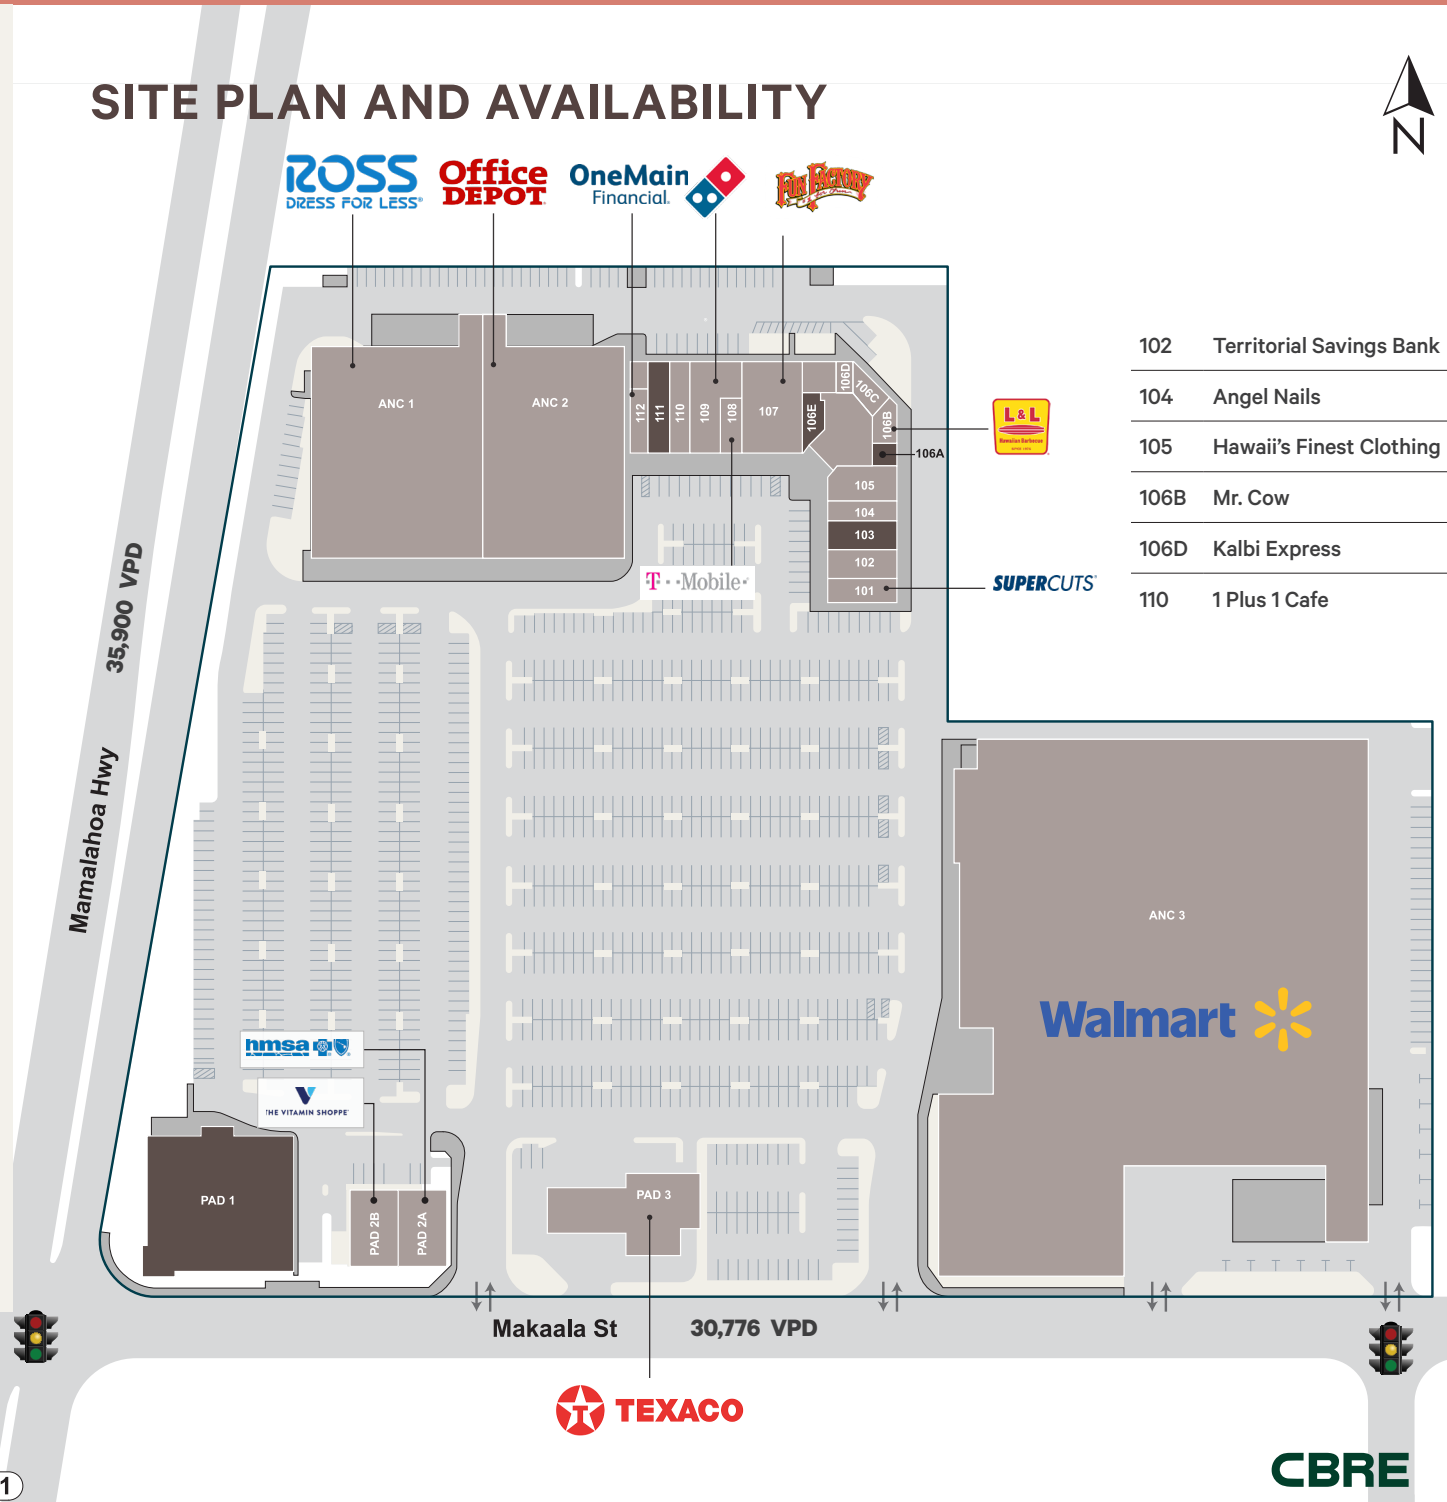 SITE PLAN AND AVAILABILITY
N
ROSS
DRESS FOR LESS
Office
DEPOT
OneMain
Financial.
FUN FACTORY
ANC 1
ANC 2
112
111
110
109
108
107
106E
106D
106C
106B
106A
105
104
103
102
101
L&L
Hawaiian Barbecue
T··Mobile·
SUPERCUTS
102 Territorial Savings Bank
104 Angel Nails
105 Hawaii's Finest Clothing
106B Mr. Cow
106D Kalbi Express
110 1 Plus 1 Cafe
35,900 VPD
Mamalahoa Hwy
ANC 3
Walmart
hmsa
V
THE VITAMIN SHOPPE
PAD 1
PAD 2B
PAD 2A
PAD 3
Makaala St 30,776 VPD
T TEXACO
CBRE
1